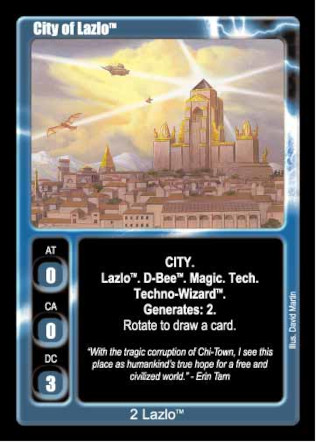 City of Lazlo™
AT
0
CA
0
DC
3
CITY.
Lazlo™. D-Bee™. Magic. Tech.
Techno-Wizard™.
Generates: 2.
Rotate to draw a card.
"With the tragic corruption of Chi-Town, I see this
place as humankind's true hope for a free and
civilized world." - Erin Tarn
Illus. David Martin
2 Lazlo™